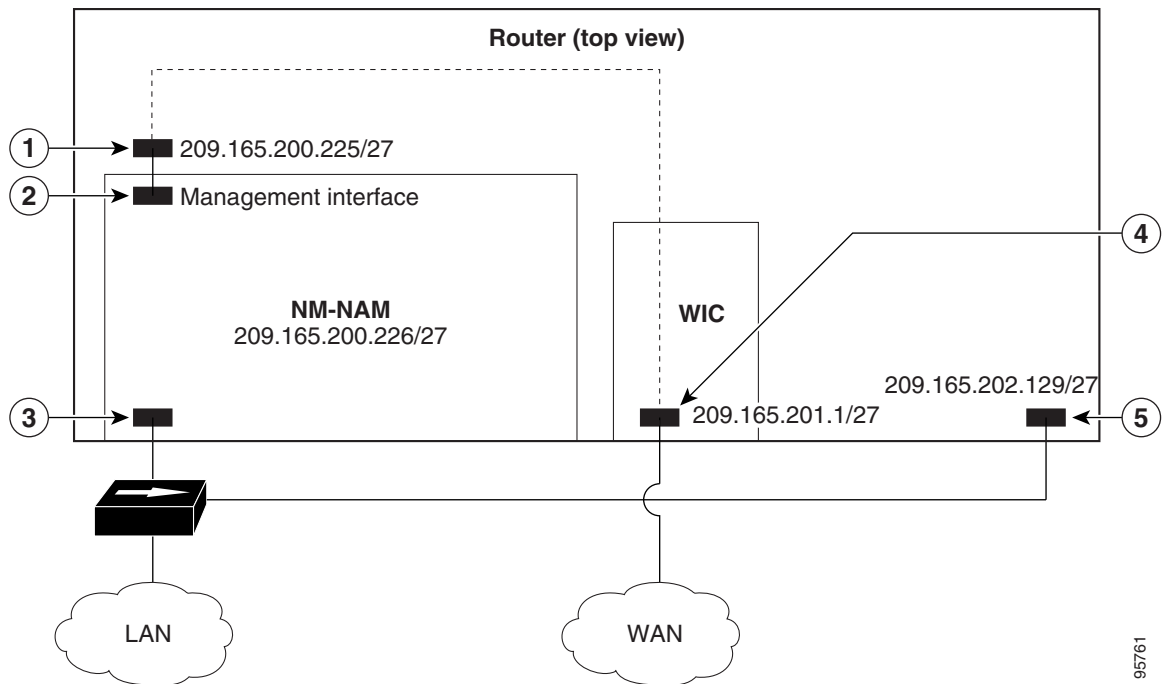 Router (top view)
1
209.165.200.225/27
2
Management interface
4
NM-NAM
209.165.200.226/27
WIC
209.165.202.129/27
3
209.165.201.1/27
5
LAN
WAN
95761